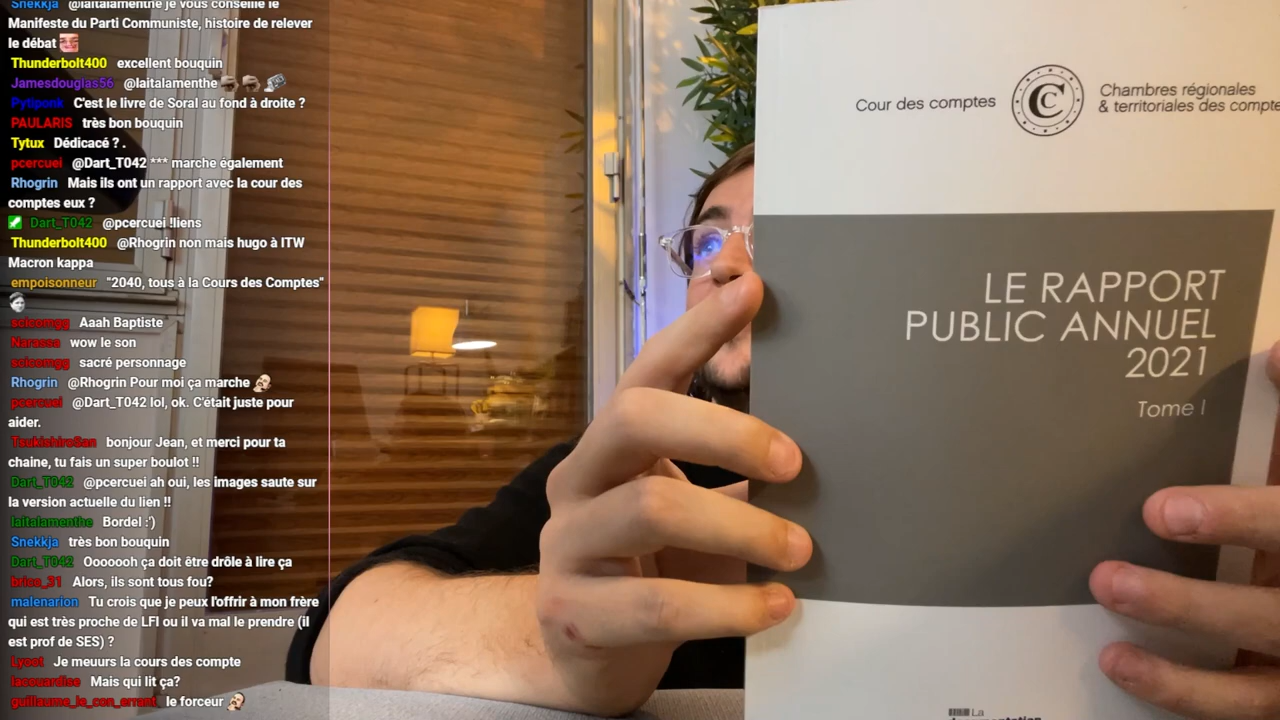 Snekkja @laitalamenthe je vous conseille le
Manifeste du Parti Communiste, histoire de relever
le débat
Thunderbolt400 excellent bouquin
Jamesdouglas56 @laitalamenthe
Pytiponk C'est le livre de Soral au fond à droite ?
PAULARIS très bon bouquin
Tytux Dédicacé ? .
pcercuei @Dart_T042 *** marche également
Rhogrin Mais ils ont un rapport avec la cour des
comptes eux ?
Dart_T042 @pcercuei !liens
Thunderbolt400 @Rhogrin non mais hugo à ITW
Macron kappa
empoisonneur "2040, tous à la Cours des Comptes"
scicomgg Aaah Baptiste
Narassa wow le son
scicomgg sacré personnage
Rhogrin @Rhogrin Pour moi ça marche
pcercuei @Dart_T042 lol, ok. C'était juste pour
aider.
TsukishiroSan bonjour Jean, et merci pour ta
chaine, tu fais un super boulot !!
Dart_T042 @pcercuei ah oui, les images saute sur
la version actuelle du lien !!
laitalamenthe Bordel :')
Snekkja très bon bouquin
Dart_T042 Ooooooh ça doit être drôle à lire ça
brico_31 Alors, ils sont tous fou?
malenarion Tu crois que je peux l'offrir à mon frère
qui est très proche de LFI ou il va mal le prendre (il
est prof de SES) ?
Lyoot Je meuurs la cours des compte
lacouardice Mais qui lit ça?
guillaume_le_con_errant le forceur
Cour des comptes
Chambres régionales
& territoriales des compte
LE RAPPORT
PUBLIC ANNUEL
2021
Tome I
La